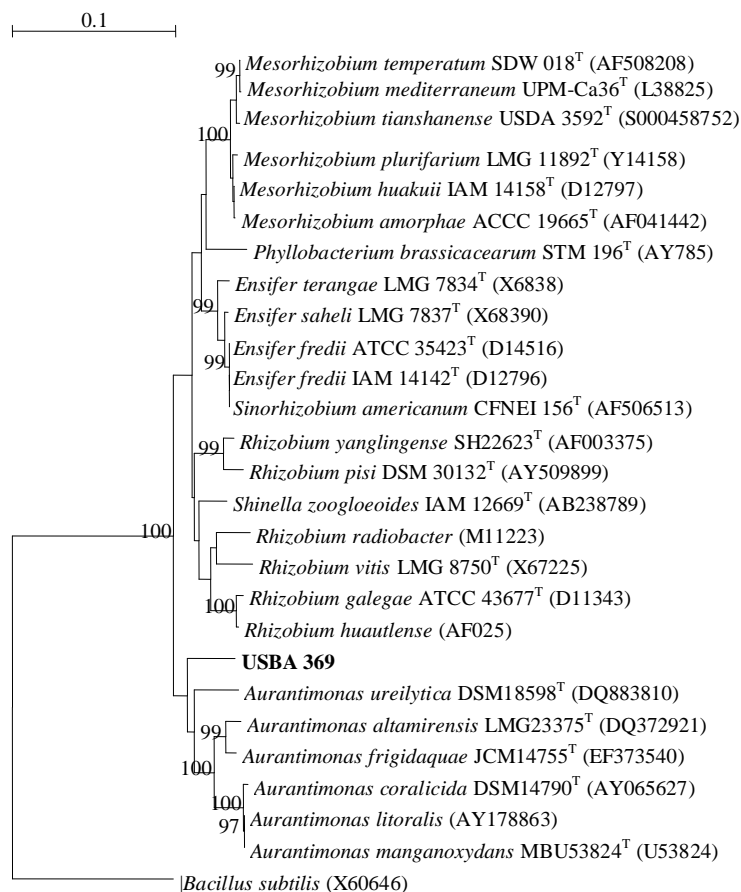 0.1
99
Mesorhizobium temperatum SDW 018T (AF508208)
Mesorhizobium mediterraneum UPM-Ca36T (L38825)
Mesorhizobium tianshanense USDA 3592T (S000458752)
100
Mesorhizobium plurifarium LMG 11892T (Y14158)
Mesorhizobium huakuii IAM 14158T (D12797)
Mesorhizobium amorphae ACCC 19665T (AF041442)
Phyllobacterium brassicacearum STM 196T (AY785)
Ensifer terangae LMG 7834T (X6838)
99
Ensifer saheli LMG 7837T (X68390)
Ensifer fredii ATCC 35423T (D14516)
99
Ensifer fredii IAM 14142T (D12796)
Sinorhizobium americanum CFNEI 156T (AF506513)
Rhizobium yanglingense SH22623T (AF003375)
99
Rhizobium pisi DSM 30132T (AY509899)
Shinella zoogloeoides IAM 12669T (AB238789)
100
Rhizobium radiobacter (M11223)
Rhizobium vitis LMG 8750T (X67225)
Rhizobium galegae ATCC 43677T (D11343)
100
Rhizobium huautlense (AF025)
USBA 369
Aurantimonas ureilytica DSM18598T (DQ883810)
Aurantimonas altamirensis LMG23375T (DQ372921)
99
Aurantimonas frigidaquae JCM14755T (EF373540)
100
Aurantimonas coralicida DSM14790T (AY065627)
100
Aurantimonas litoralis (AY178863)
97
Aurantimonas manganoxydans MBU53824T (U53824)
Bacillus subtilis (X60646)